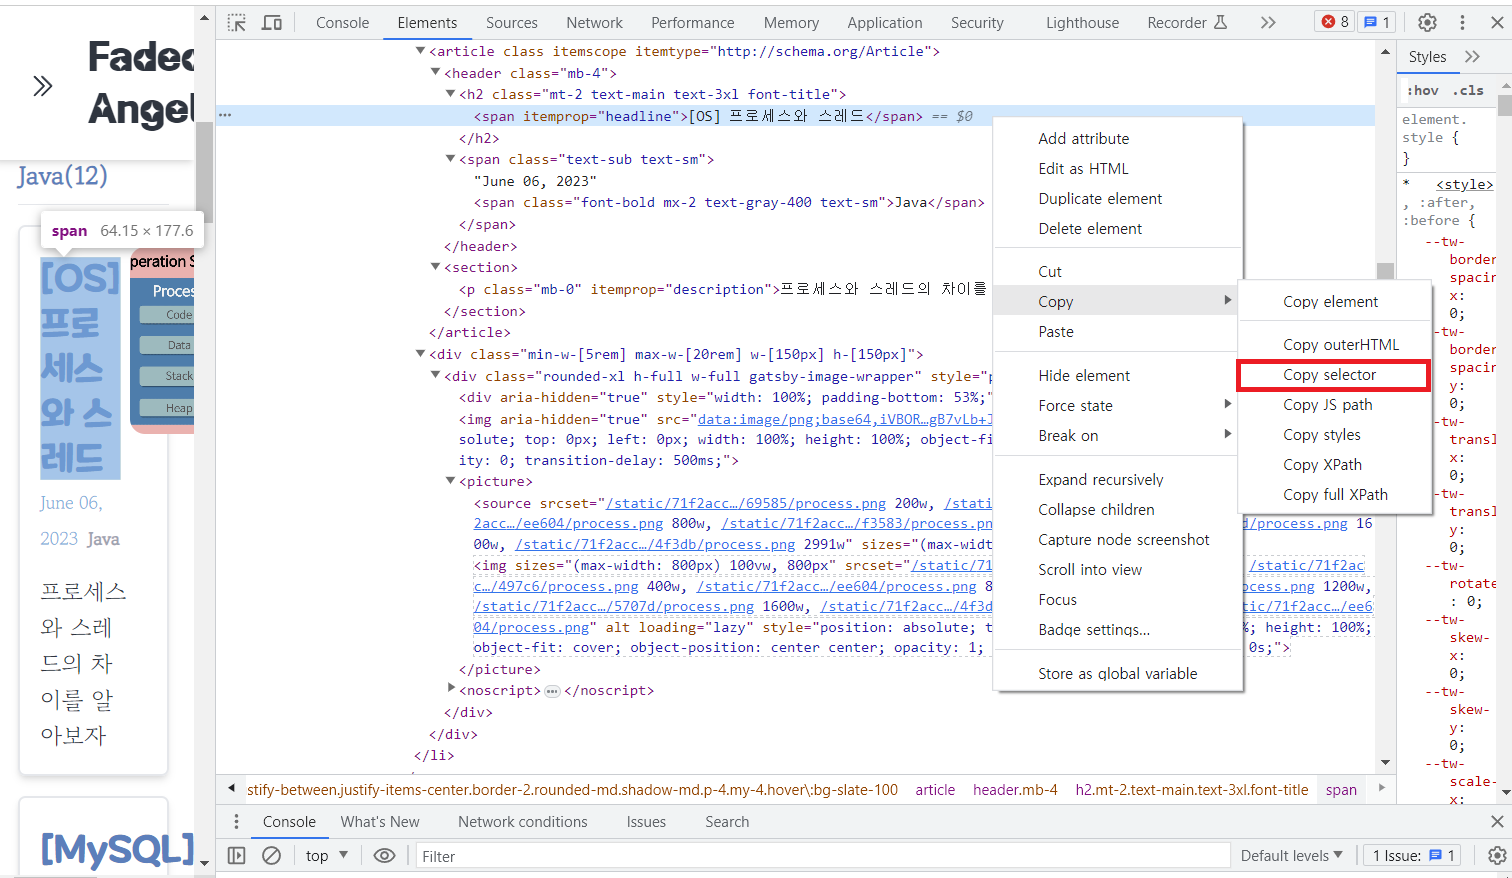 Faded
Angel
Java(12)
span 64.15 × 177.6
[OS]
프로
세스
와 스
레드
peration S
Process
Code
Data
Stack
Heap
June 06,
2023 Java
프로세스
와 스레
드의 차
이를 알
아보자
[MySQL]
Console Elements Sources Network Performance Memory Application Security Lighthouse Recorder 8 1
<article class itemscope itemtype="http://schema.org/Article">
<header class="mb-4">
<h2 class="mt-2 text-main text-3xl font-title">
<span itemprop="headline">[OS] 프로세스와 스레드</span> == $0
</h2>
<span class="text-sub text-sm">
"June 06, 2023"
<span class="font-bold mx-2 text-gray-400 text-sm">Java</span>
</span>
</header>
<section>
<p class="mb-0" itemprop="description">프로세스와 스레드의 차이를
</section>
</article>
<div class="min-w-[5rem] max-w-[20rem] w-[150px] h-[150px]">
<div class="rounded-xl h-full w-full gatsby-image-wrapper" style="p
<div aria-hidden="true" style="width: 100%; padding-bottom: 53%;"
<img aria-hidden="true" src="data:image/png;base64,iVBOR…gB7vLb+J
solute; top: 0px; left: 0px; width: 100%; height: 100%; object-fi
ity: 0; transition-delay: 500ms;">
<picture>
<source srcset="/static/71f2acc…/69585/process.png 200w, /stati
2acc…/ee604/process.png 800w, /static/71f2acc…/f3583/process.pn d/process.png 16
00w, /static/71f2acc…/4f3db/process.png 2991w" sizes="(max-widt
<img sizes="(max-width: 800px) 100vw, 800px" srcset="/static/71 /static/71f2ac
c…/497c6/process.png 400w, /static/71f2acc…/ee604/process.png 8 process.png 1200w,
/static/71f2acc…/5707d/process.png 1600w, /static/71f2acc…/4f3d tic/71f2acc…/ee6
04/process.png" alt loading="lazy" style="position: absolute; t %; height: 100%;
object-fit: cover; object-position: center center; opacity: 1; 0s;">
</picture>
<noscript> … </noscript>
</div>
</div>
</li>
Add attribute
Edit as HTML
Duplicate element
Delete element
Cut
Copy
Paste
Hide element
Force state
Break on
Expand recursively
Collapse children
Capture node screenshot
Scroll into view
Focus
Badge settings...
Store as global variable
Copy element
Copy outerHTML
Copy selector
Copy JS path
Copy styles
Copy XPath
Copy full XPath
Styles
:hov .cls
element.
style {
}
* <style>
, :after,
:before {
--tw-
border
spacin
x:
0;
--tw-
border
spacin
y:
0;
--tw-
transl
x:
0;
--tw-
transl
y:
0;
--tw-
rotate
: 0;
--tw-
skew-
x:
0;
--tw-
skew-
y:
0;
--tw-
scale-
x:
stify-between.justify-items-center.border-2.rounded-md.shadow-md.p-4.my-4.hover\:bg-slate-100 article header.mb-4 h2.mt-2.text-main.text-3xl.font-title span
Console What's New Network conditions Issues Search
top Filter Default levels 1 Issue: 1